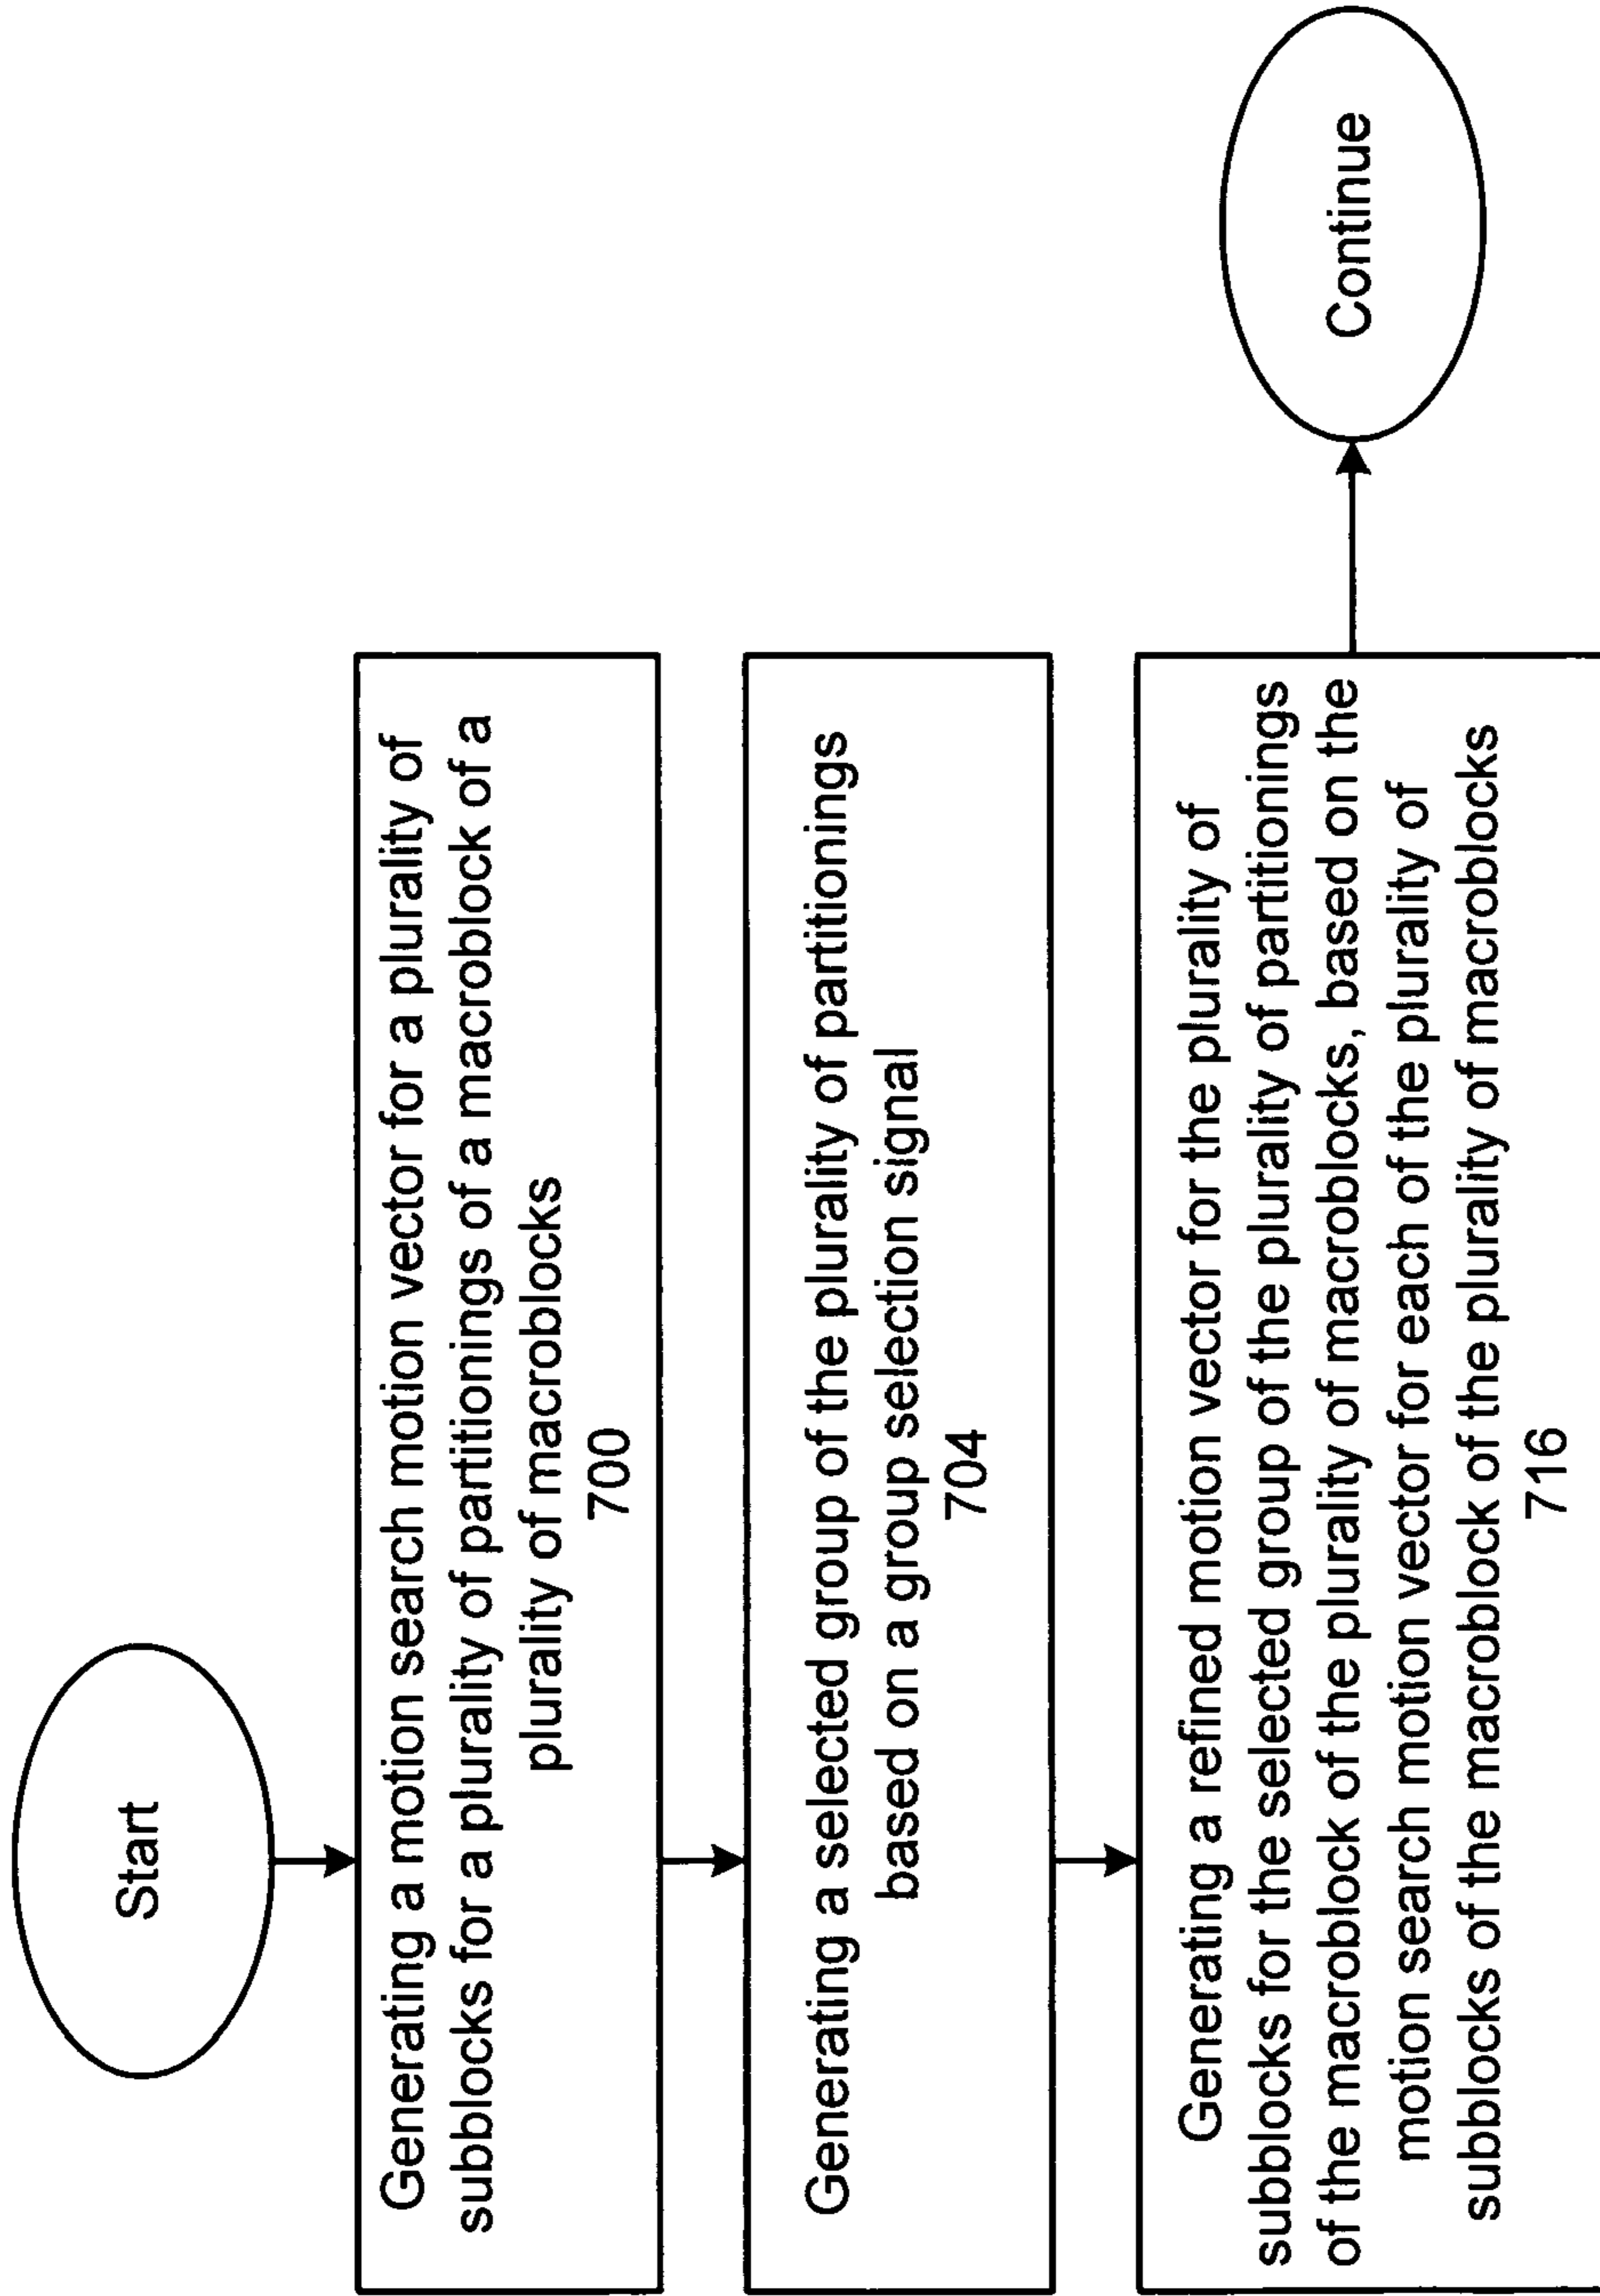 Start
Generating a motion search motion vector for a plurality of
subblocks for a plurality of partitionings of a macroblock of a
plurality of macroblocks
700
Generating a selected group of the plurality of partitionings
based on a group selection signal
704
Generating a refined motion vector for the plurality of
subblocks for the selected group of the plurality of partitionings
of the macroblock of the plurality of macroblocks, based on the
motion search motion vector for each of the plurality of
subblocks of the macroblock of the plurality of macroblocks
716
Continue